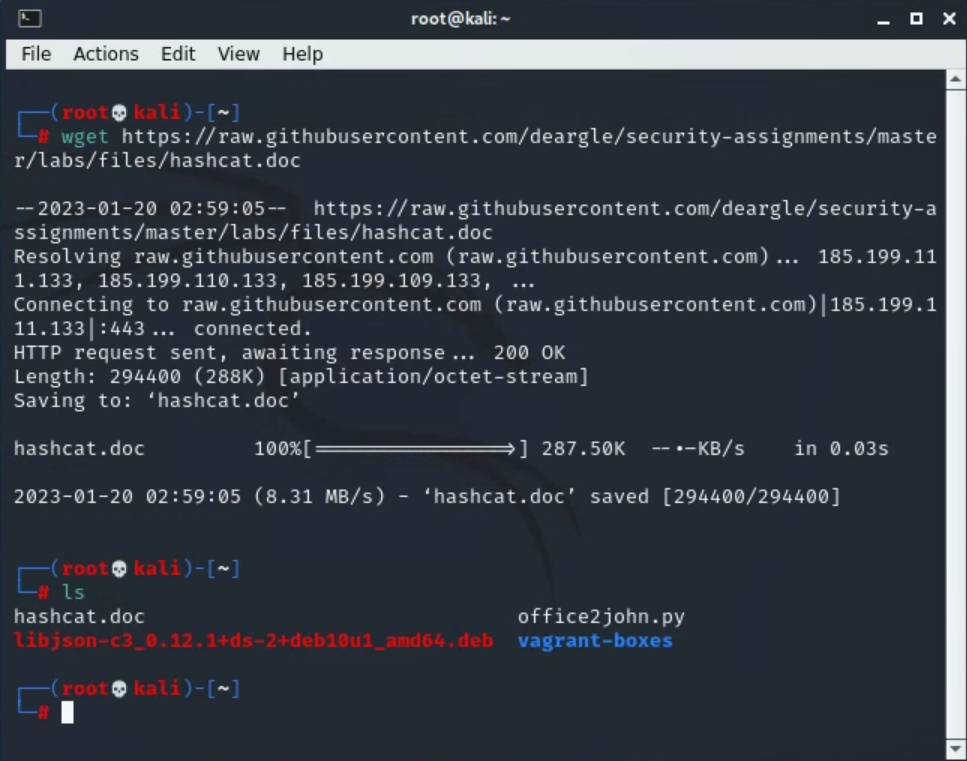 root@kali: ~
File Actions Edit View Help
┌──(root💀kali)-[~]
└─# wget https://raw.githubusercontent.com/deargle/security-assignments/maste
r/labs/files/hashcat.doc
--2023-01-20 02:59:05--  https://raw.githubusercontent.com/deargle/security-a
ssignments/master/labs/files/hashcat.doc
Resolving raw.githubusercontent.com (raw.githubusercontent.com)... 185.199.11
1.133, 185.199.110.133, 185.199.109.133, ...
Connecting to raw.githubusercontent.com (raw.githubusercontent.com)|185.199.1
11.133|:443... connected.
HTTP request sent, awaiting response... 200 OK
Length: 294400 (288K) [application/octet-stream]
Saving to: ‘hashcat.doc’
hashcat.doc         100%[=================>] 287.50K  --.-KB/s    in 0.03s
2023-01-20 02:59:05 (8.31 MB/s) - ‘hashcat.doc’ saved [294400/294400]
┌──(root💀kali)-[~]
└─# ls
hashcat.doc                               office2john.py
libjson-c3_0.12.1+ds-2+deb10u1_amd64.deb  vagrant-boxes
┌──(root💀kali)-[~]
└─#